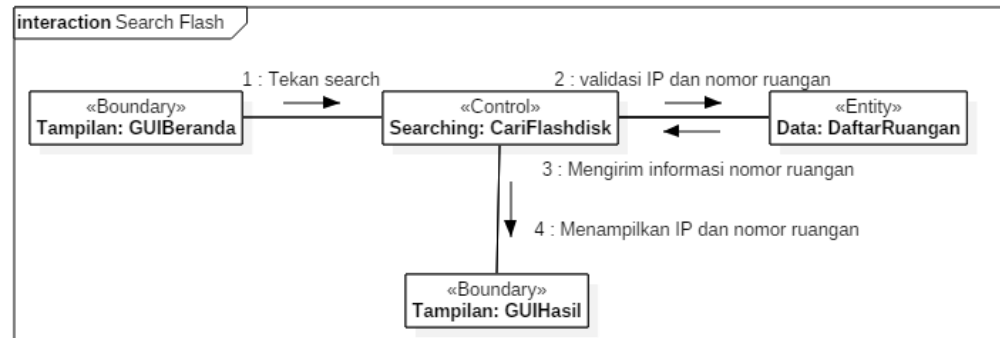 interaction Search Flash
1 : Tekan search
2 : validasi IP dan nomor ruangan
«Boundary»
Tampilan: GUIBeranda
«Control»
Searching: CariFlashdisk
«Entity»
Data: DaftarRuangan
3 : Mengirim informasi nomor ruangan
4 : Menampilkan IP dan nomor ruangan
«Boundary»
Tampilan: GUIHasil